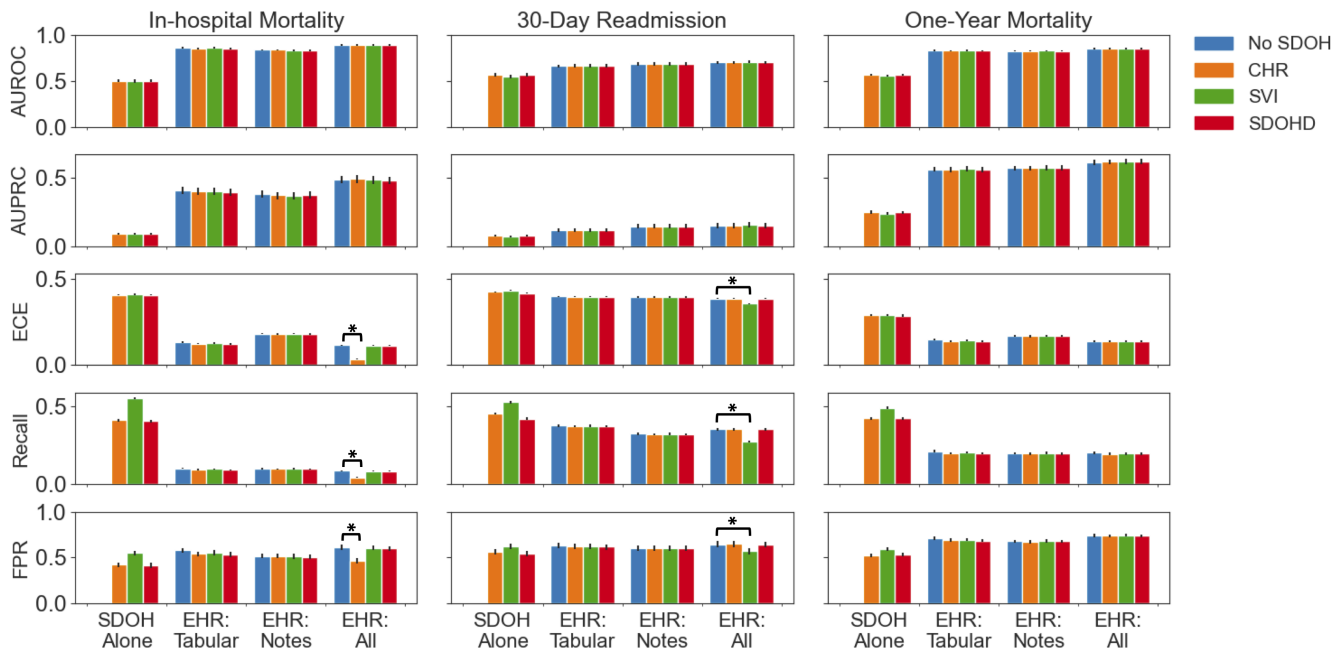 In-hospital Mortality
30-Day Readmission
One-Year Mortality
No SDOH
CHR
SVI
SDOHD
AUROC
1.0
0.5
0.0
AUPRC
0.5
0.0
ECE
0.5
0.0
*
*
Recall
0.5
0.0
*
*
FPR
1.0
0.5
0.0
*
*
SDOH
Alone
EHR:
Tabular
EHR:
Notes
EHR:
All
SDOH
Alone
EHR:
Tabular
EHR:
Notes
EHR:
All
SDOH
Alone
EHR:
Tabular
EHR:
Notes
EHR:
All